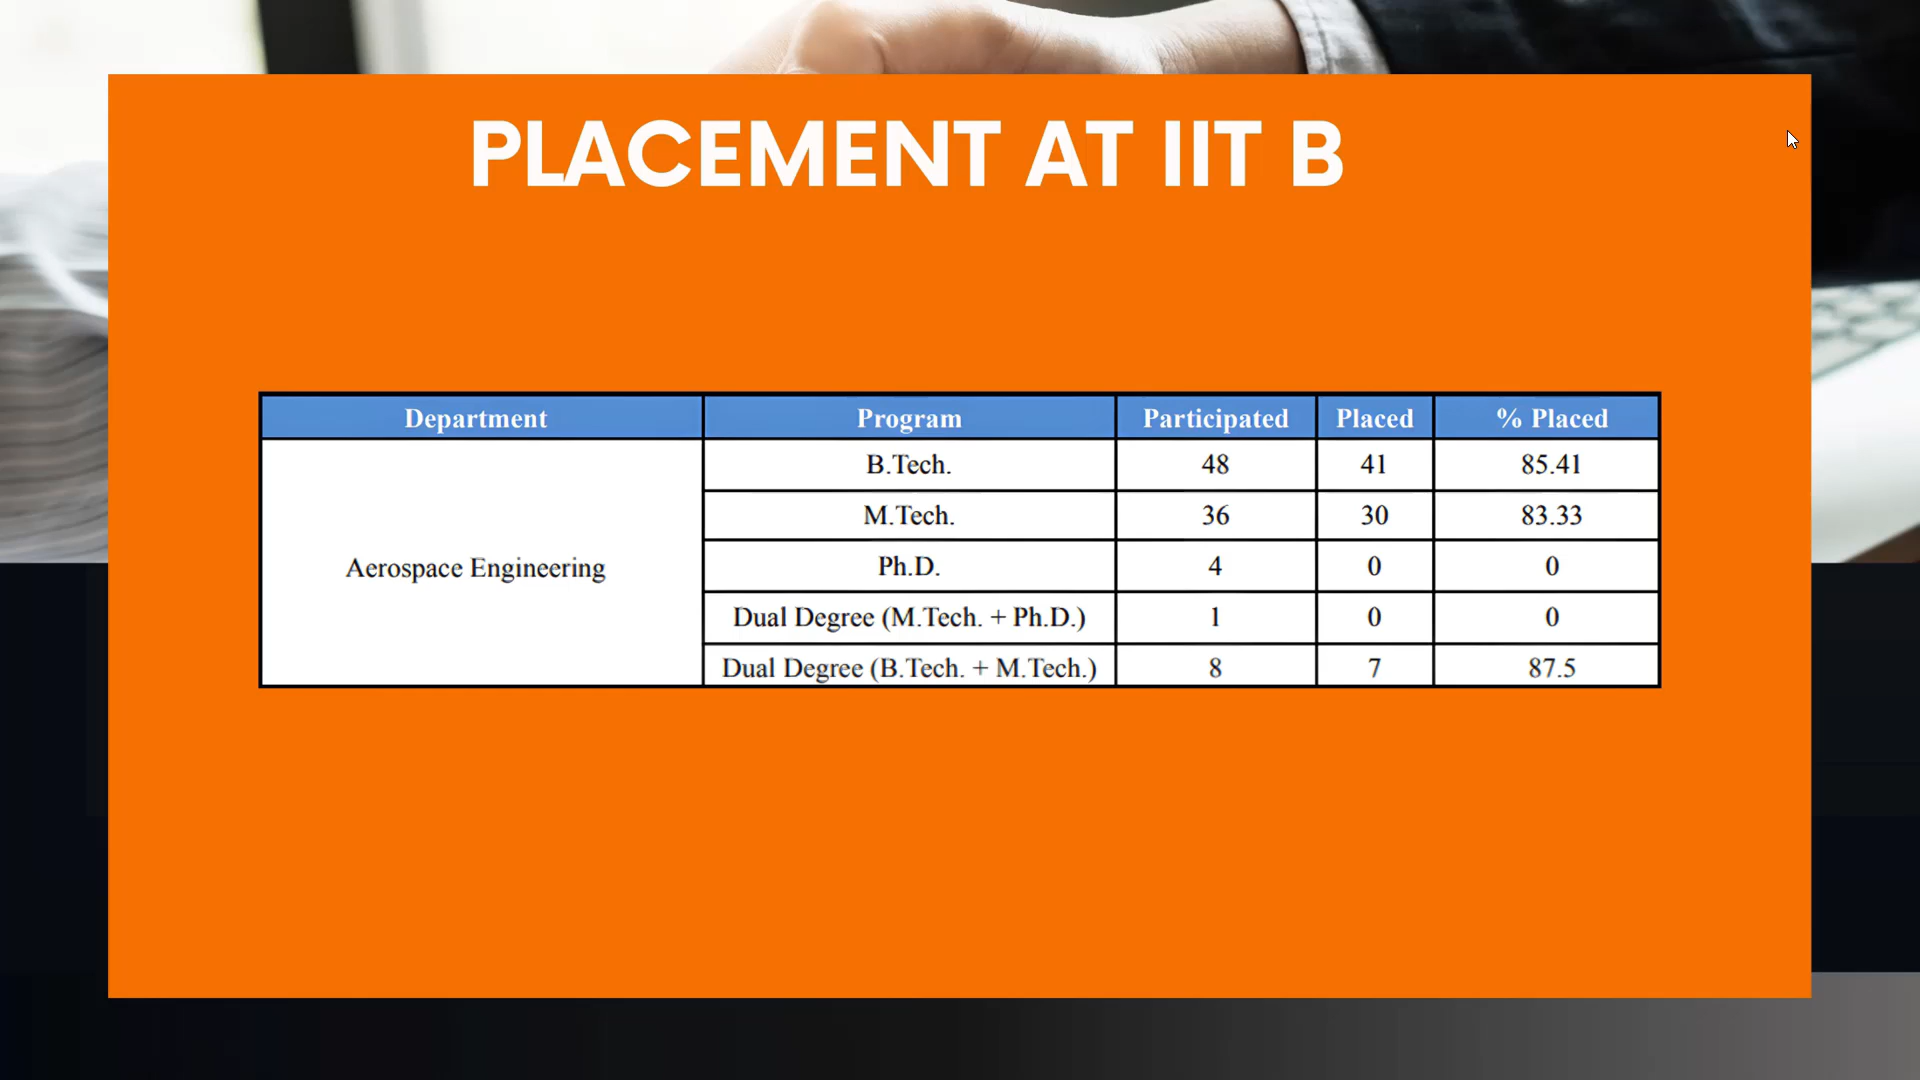 PLACEMENT AT IIT B
Department Program Participated Placed % Placed
Aerospace Engineering
B.Tech. 48 41 85.41
M.Tech. 36 30 83.33
Ph.D. 4 0 0
Dual Degree (M.Tech. + Ph.D.) 1 0 0
Dual Degree (B.Tech. + M.Tech.) 8 7 87.5